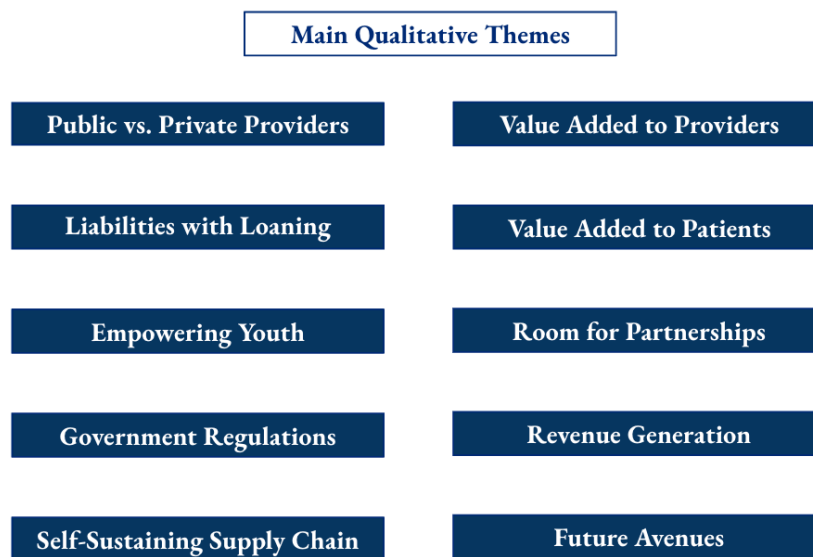 Main Qualitative Themes
Public vs. Private Providers
Value Added to Providers
Liabilities with Loaning
Value Added to Patients
Empowering Youth
Room for Partnerships
Government Regulations
Revenue Generation
Self-Sustaining Supply Chain
Future Avenues